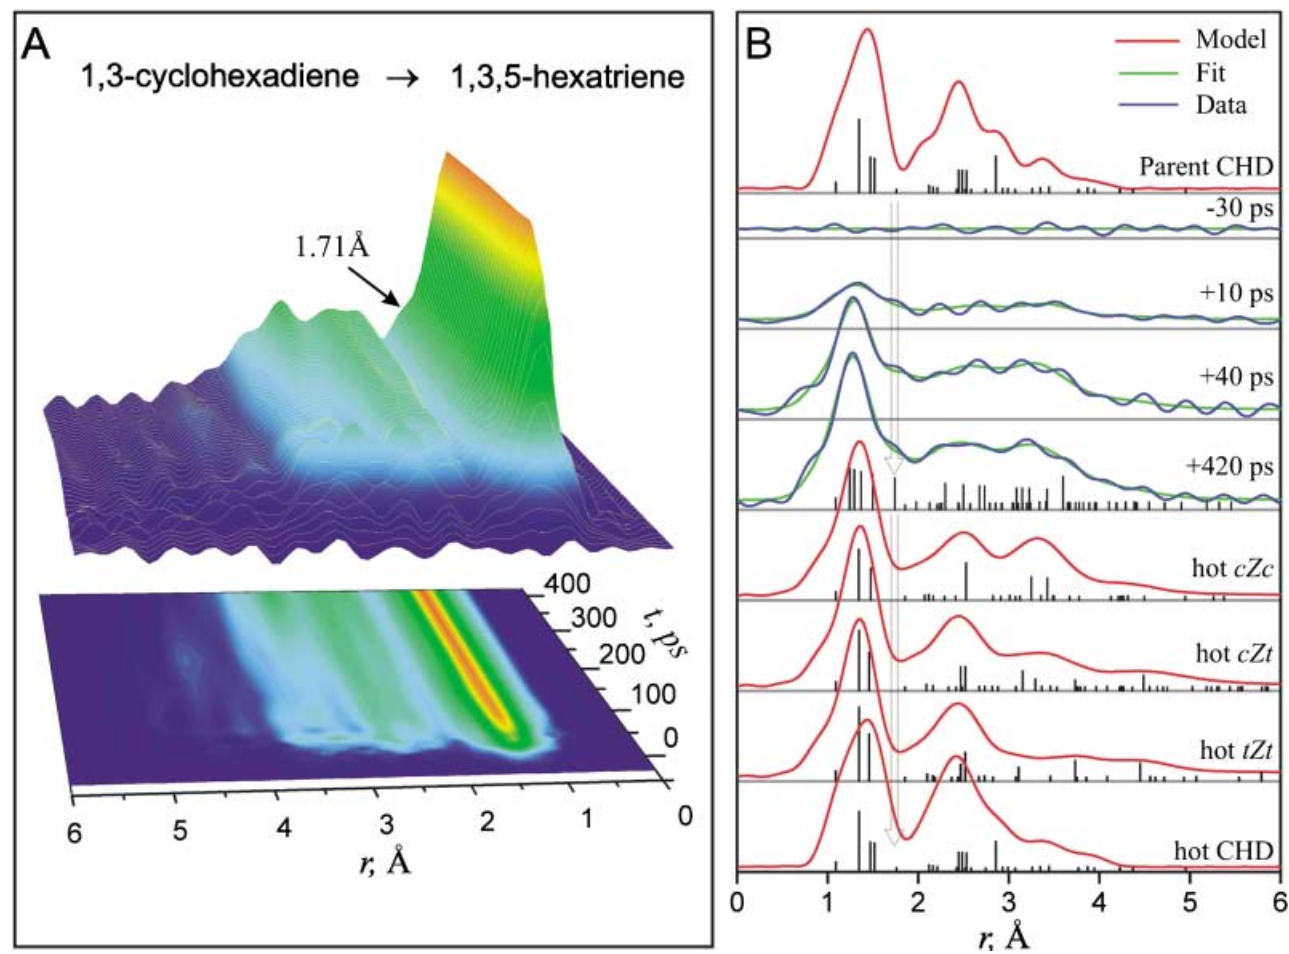 A
1,3-cyclohexadiene → 1,3,5-hexatriene
1.71Å
400
300
200
100
0
t, ps
6 5 4 3 2 1 0
r, Å
B
Model
Fit
Data
Parent CHD
-30 ps
+10 ps
+40 ps
+420 ps
hot cZc
hot cZt
hot tZt
hot CHD
0 1 2 3 4 5 6
r, Å